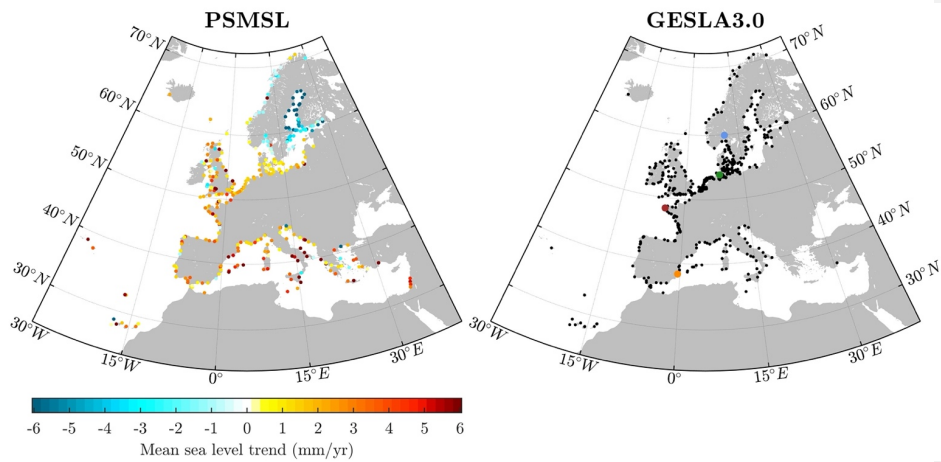 PSMSL
GESLA3.0
70°N
60°N
50°N
40°N
30°N
30°W
15°W
0°
15°E
30°E
70°N
60°N
50°N
40°N
30°N
30°W
15°W
0°
15°E
30°E
-6 -5 -4 -3 -2 -1 0 1 2 3 4 5 6
Mean sea level trend (mm/yr)